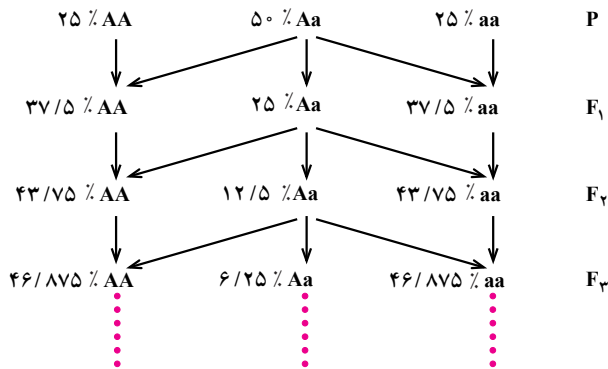 ۲۵ ٪ AA ۵۰ ٪ Aa ۲۵ ٪ aa P
۳۷/۵ ٪ AA ۲۵ ٪ Aa ۳۷/۵ ٪ aa F۱
۴۳/۷۵ ٪ AA ۱۲/۵ ٪ Aa ۴۳/۷۵ ٪ aa F۲
۴۶/۸۷۵ ٪ AA ۶/۲۵ ٪ Aa ۴۶/۸۷۵ ٪ aa F۳